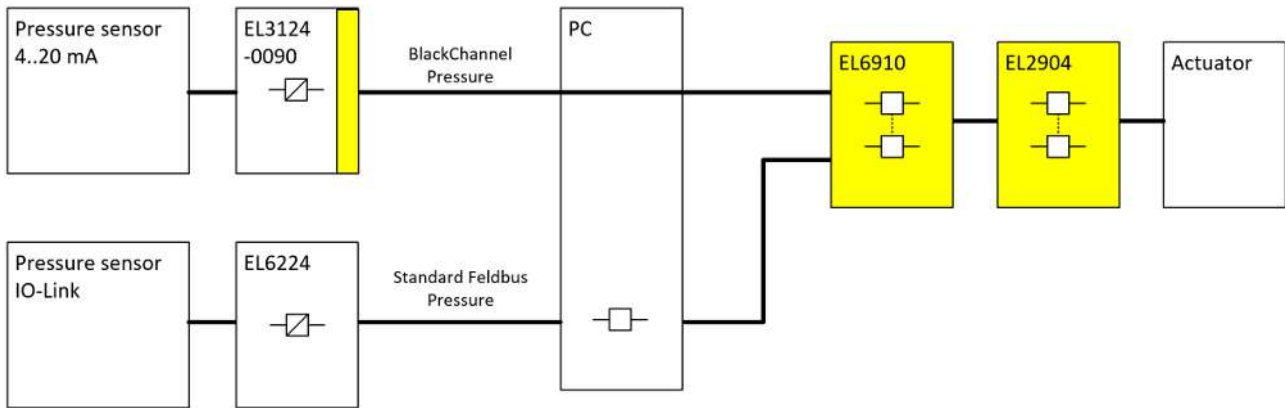 Pressure sensor
4..20 mA
EL3124
-0090
BlackChannel
Pressure
PC
EL6910
EL2904
Actuator
Pressure sensor
IO-Link
EL6224
Standard Feldbus
Pressure